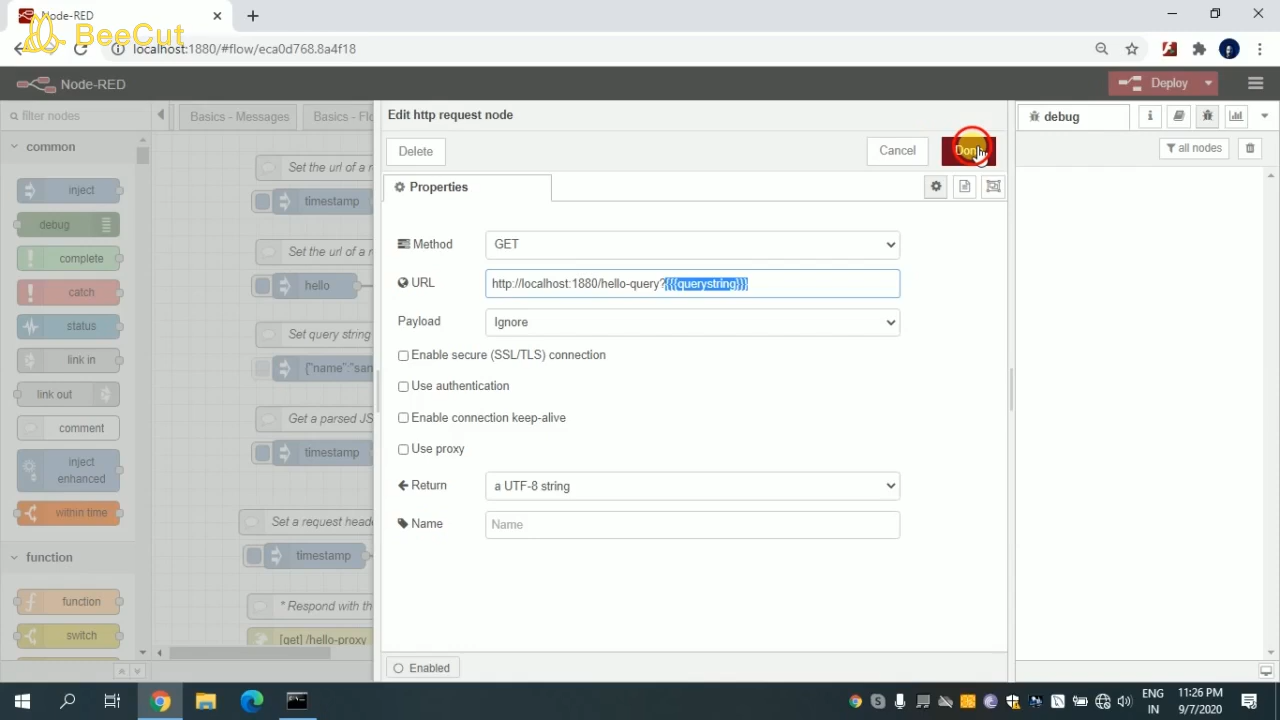 Node-RED
BeeCut
localhost:1880/#flow/eca0d768.8a4f18
Node-RED
Deploy
filter nodes
Basics - Messages
Basics - Flo
Edit http request node
debug
common
Delete
Cancel
Done
all nodes
inject
debug
complete
catch
status
link in
link out
comment
inject enhanced
within time
function
function
switch
Set the url of a r
timestamp
Set the url of a r
hello
Set query string
{"name":"san
Get a parsed JS
timestamp
Set a request heade
timestamp
* Respond with th
[get] /hello-proxy
Properties
Method
GET
URL
http://localhost:1880/hello-query?{{{querystring}}}
Payload
Ignore
Enable secure (SSL/TLS) connection
Use authentication
Enable connection keep-alive
Use proxy
Return
a UTF-8 string
Name
Name
Enabled
ENG
IN
11:26 PM
9/7/2020